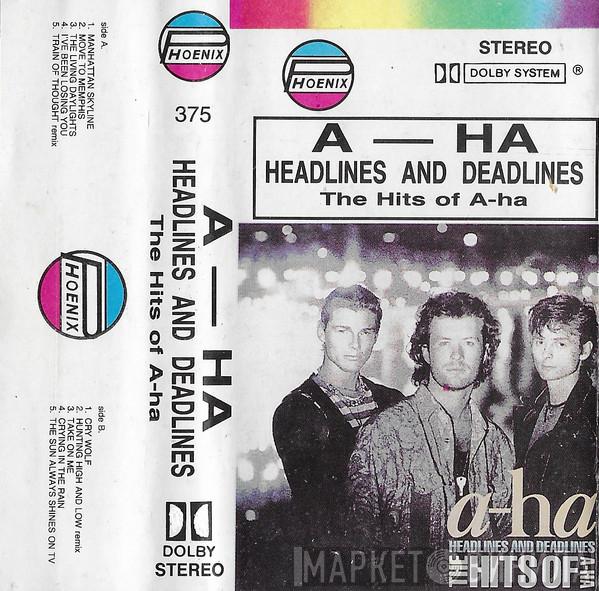 side A.
1. MANHATTAN SKYLINE
2. MOVE TO MEMPHIS
3. THE LIVING DAYLIGHTS
4. I'VE BEEN LOSING YOU
5. TRAIN OF THOUGHT remix
PHOENIX
side B.
1. CRY WOLF
2. HUNTING HIGH AND LOW remix
3. TAKE ON ME
4. CRYING IN THE RAIN
5. THE SUN ALWAYS SHINES ON TV
PHOENIX
375
A — HA
HEADLINES AND DEADLINES
The Hits of A-ha
DOLBY
STEREO
PHOENIX
STEREO
DOLBY SYSTEM ®
A — HA
HEADLINES AND DEADLINES
The Hits of A-ha
a-ha
HEADLINES AND DEADLINES
THE HITS OF A-HA
МАРКЕТ